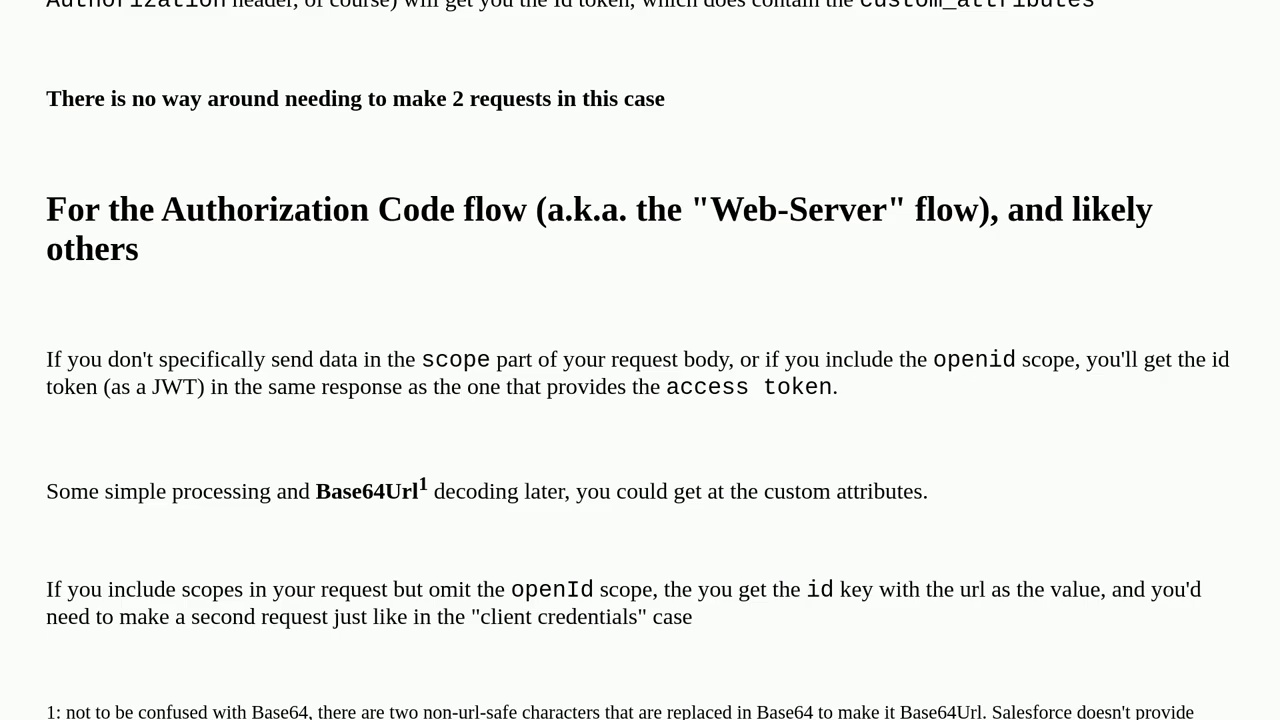 Authorization header, of course) will get you the Id token, which does contain the custom_attributes
There is no way around needing to make 2 requests in this case
For the Authorization Code flow (a.k.a. the "Web-Server" flow), and likely
others
If you don't specifically send data in the scope part of your request body, or if you include the openid scope, you'll get the id
token (as a JWT) in the same response as the one that provides the access token.
Some simple processing and Base64Url1 decoding later, you could get at the custom attributes.
If you include scopes in your request but omit the openId scope, the you get the id key with the url as the value, and you'd
need to make a second request just like in the "client credentials" case
1: not to be confused with Base64, there are two non-url-safe characters that are replaced in Base64 to make it Base64Url. Salesforce doesn't provide